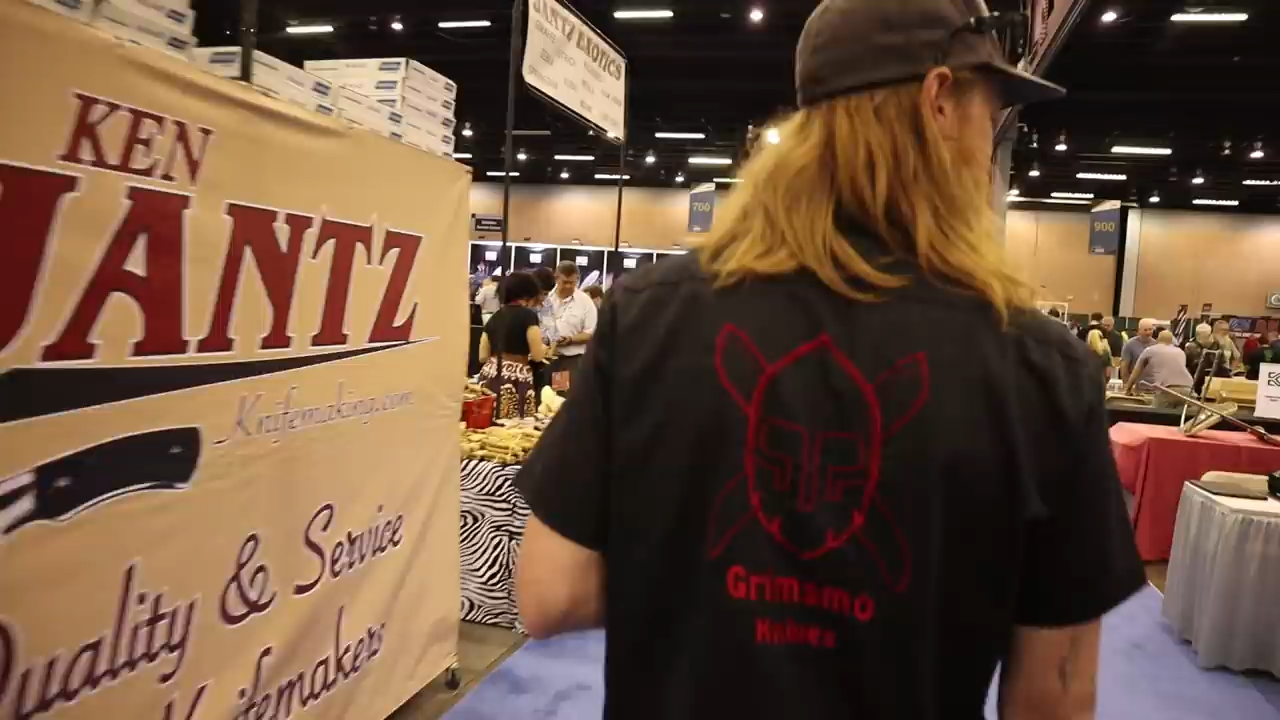 KEN
JANTZ
Knifemaking.com
Quality & Service
Knifemakers
JANTZ EXOTICS
700
900
Grimsmo
Knives